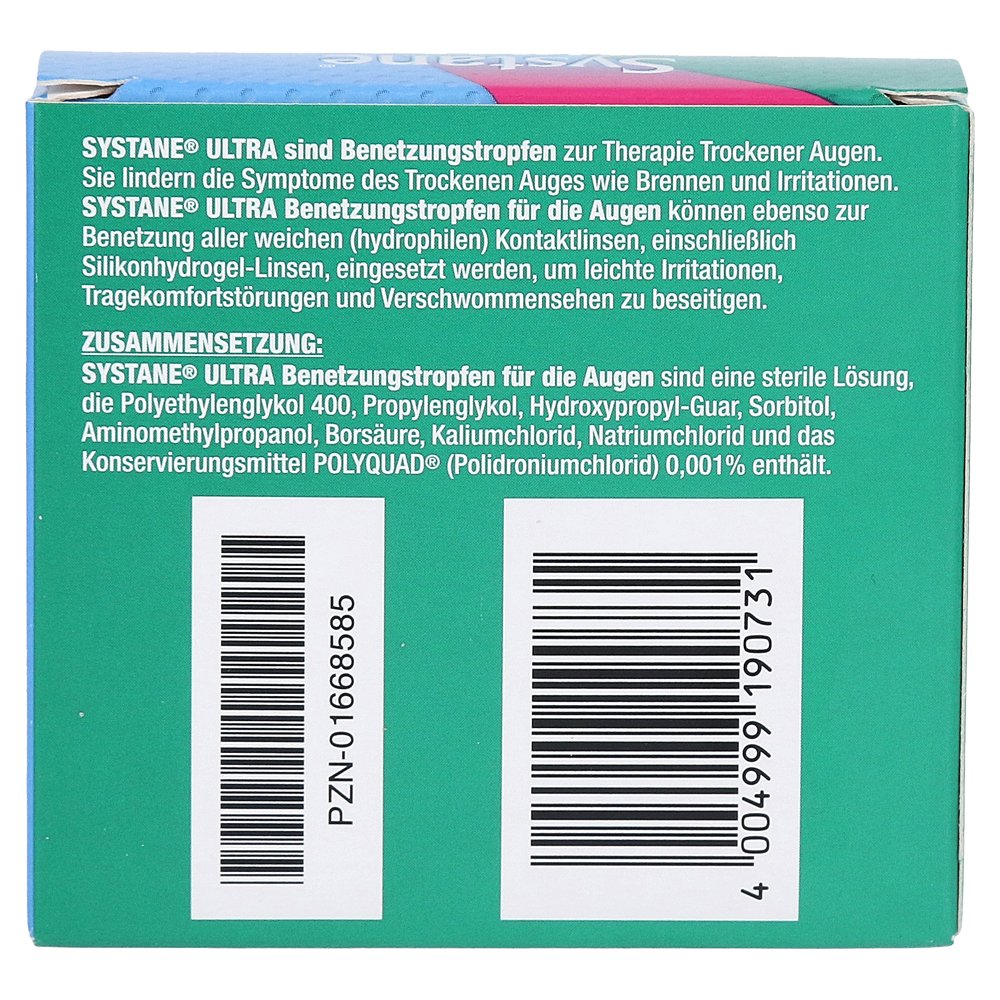 Systane®
SYSTANE® ULTRA sind Benetzungstropfen zur Therapie Trockener Augen.
Sie lindern die Symptome des Trockenen Auges wie Brennen und Irritationen.
SYSTANE® ULTRA Benetzungstropfen für die Augen können ebenso zur
Benetzung aller weichen (hydrophilen) Kontaktlinsen, einschließlich
Silikonhydrogel-Linsen, eingesetzt werden, um leichte Irritationen,
Tragekomfortstörungen und Verschwommensehen zu beseitigen.
ZUSAMMENSETZUNG:
SYSTANE® ULTRA Benetzungstropfen für die Augen sind eine sterile Lösung,
die Polyethylenglykol 400, Propylenglykol, Hydroxypropyl-Guar, Sorbitol,
Aminomethylpropanol, Borsäure, Kaliumchlorid, Natriumchlorid und das
Konservierungsmittel POLYQUAD® (Polidroniumchlorid) 0,001% enthält.
PZN-01668585
4 004999 190731